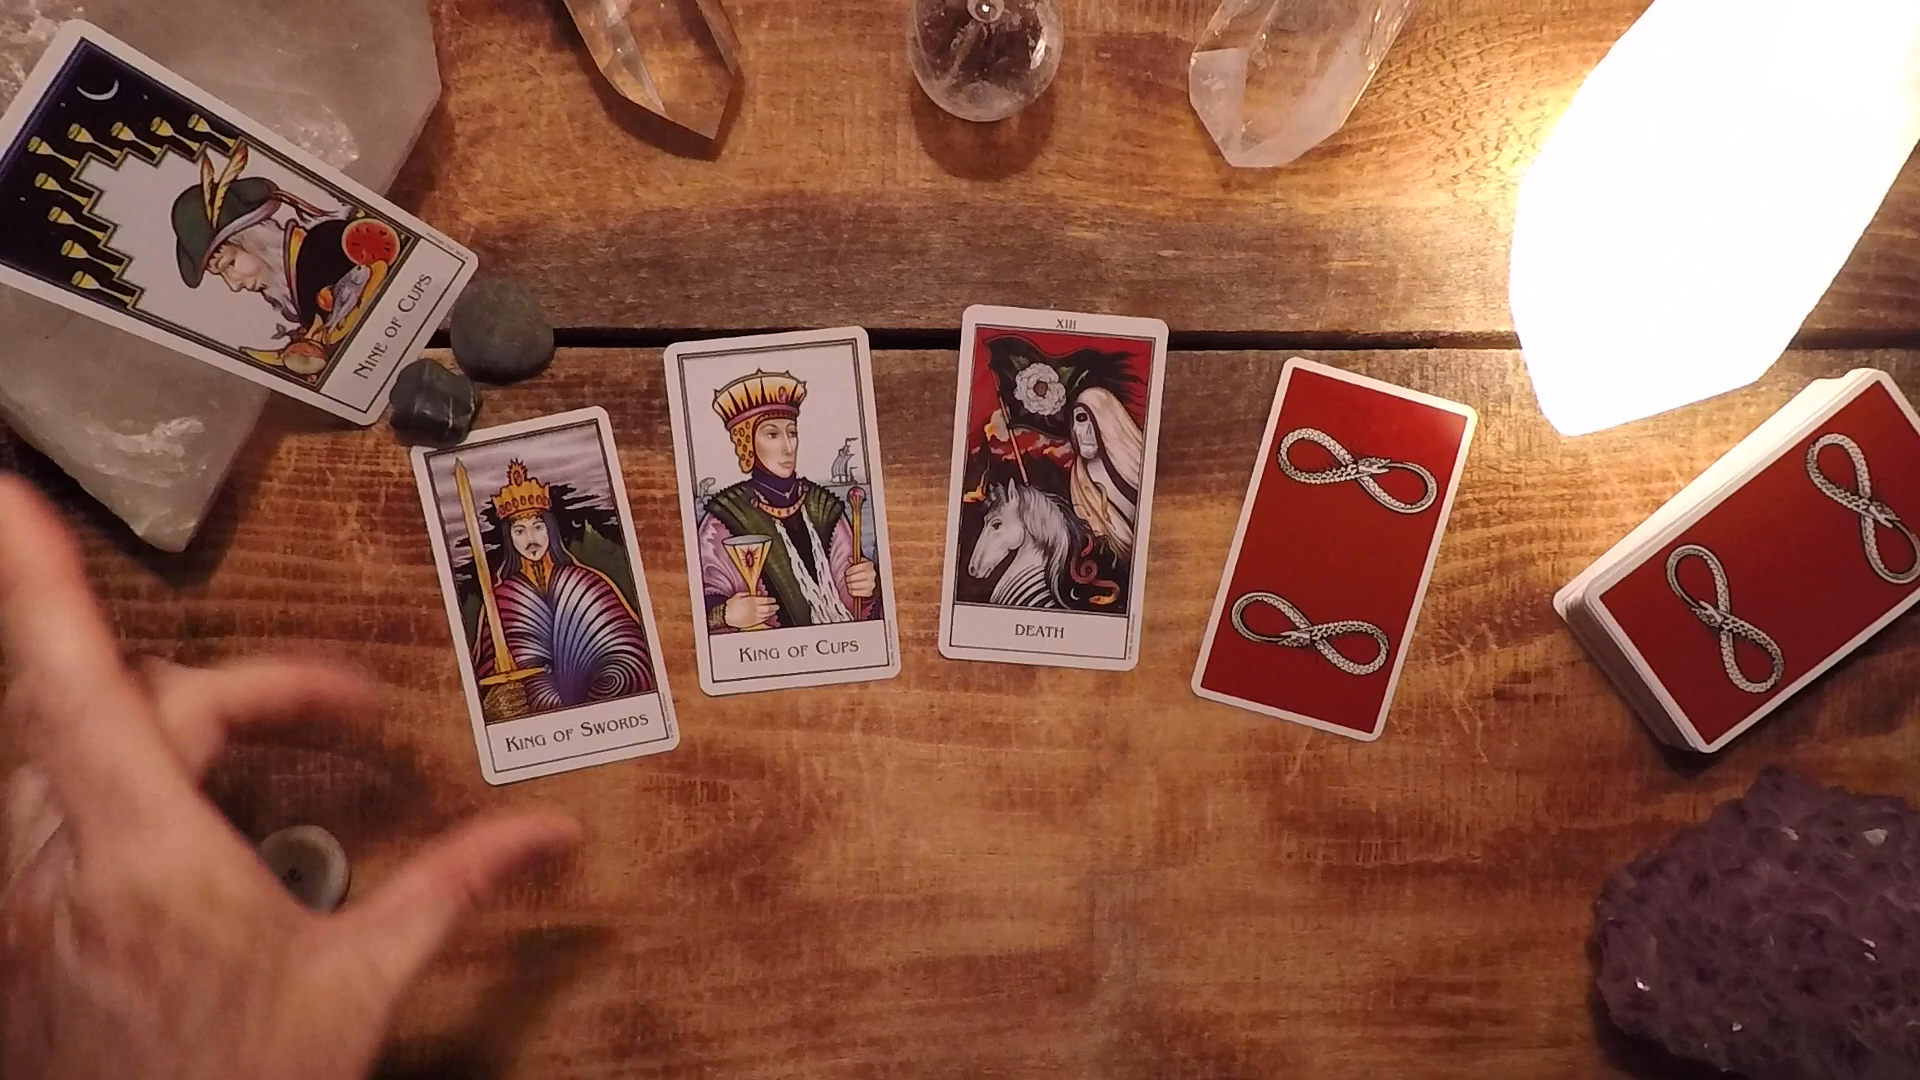 NINE OF CUPS
KING OF SWORDS
KING OF CUPS
XIII
DEATH